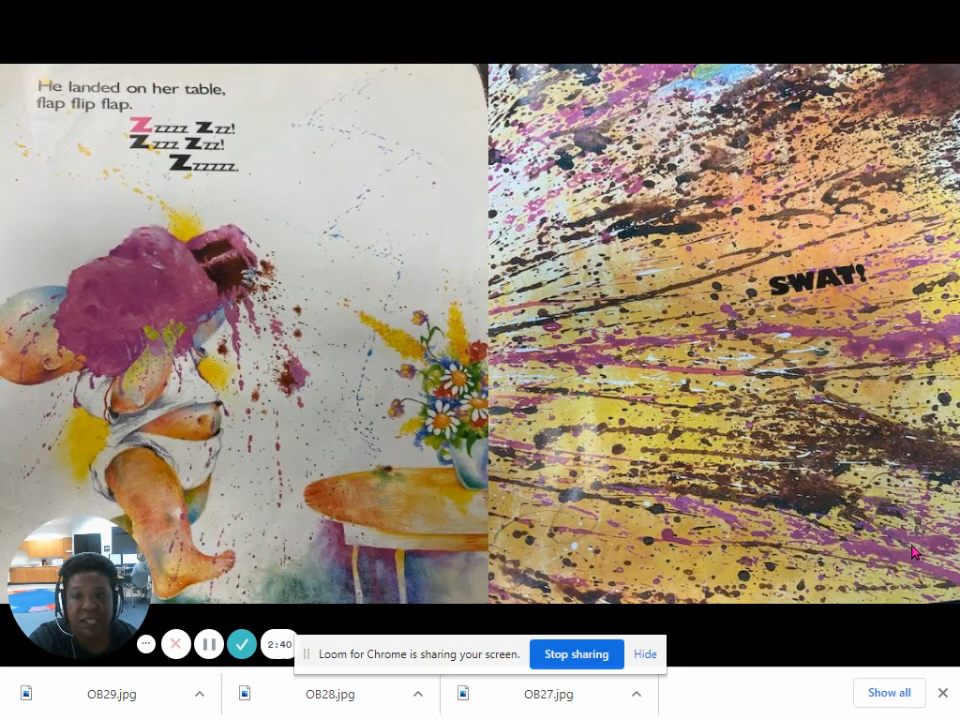 He landed on her table,
flap flip flap.
Zzzzz Zzz!
Zzzz Zzz!
Zzzzzz.
SWAT!
2:40
Loom for Chrome is sharing your screen.
Stop sharing
Hide
OB29.jpg
OB28.jpg
OB27.jpg
Show all